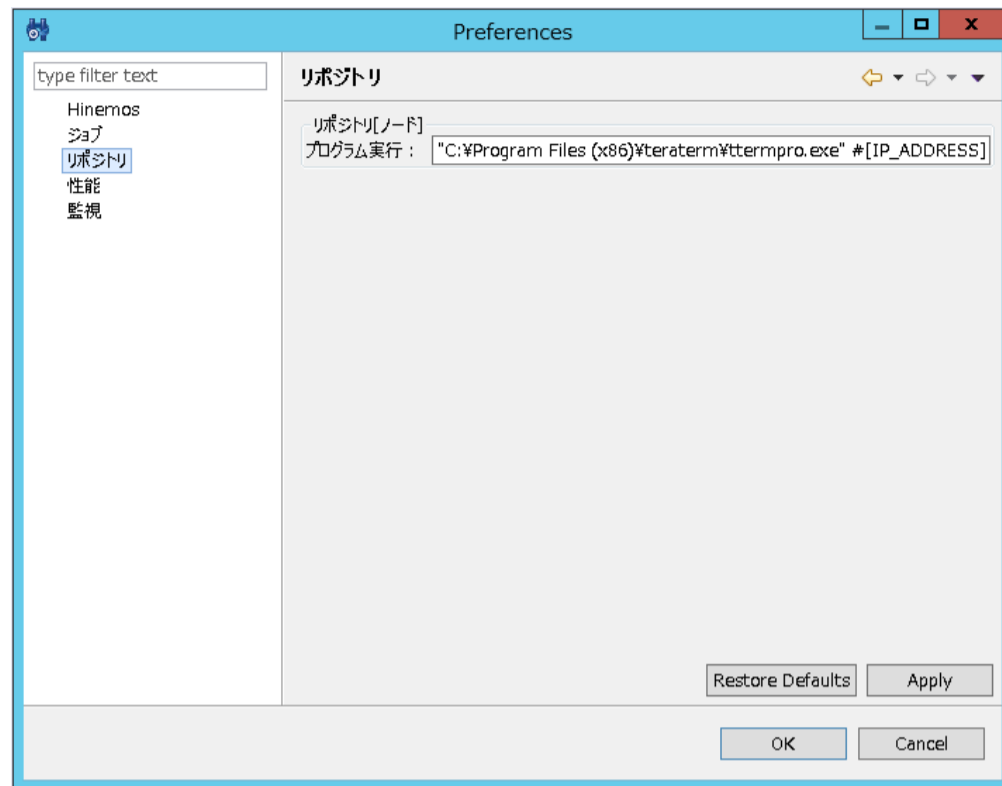 Preferences
type filter text
Hinemos
ジョブ
リポジトリ
性能
監視
リポジトリ
リポジトリ[ノード]
プログラム実行： "C:¥Program Files (x86)¥teraterm¥ttermpro.exe" #[IP_ADDRESS]
Restore Defaults Apply
OK Cancel